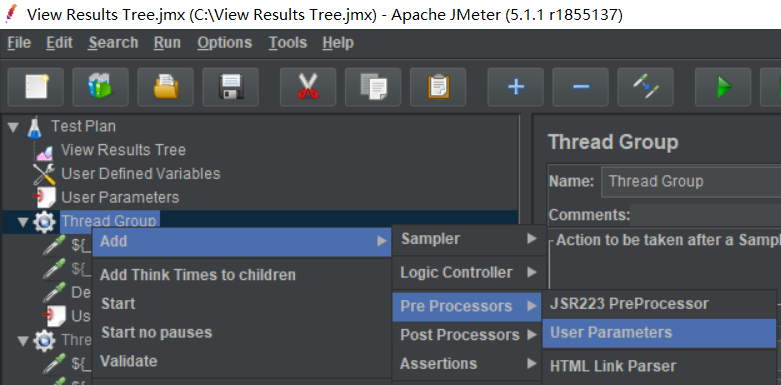 View Results Tree.jmx (C:\View Results Tree.jmx) - Apache JMeter (5.1.1 r1855137)
File Edit Search Run Options Tools Help
Test Plan
View Results Tree
User Defined Variables
User Parameters
Thread Group
${_
${_
De
Us
Thre
${_
Add
Add Think Times to children
Start
Start no pauses
Validate
Sampler
Logic Controller
Pre Processors
Post Processors
Assertions
JSR223 PreProcessor
User Parameters
HTML Link Parser
Thread Group
Name: Thread Group
Comments:
Action to be taken after a Samp